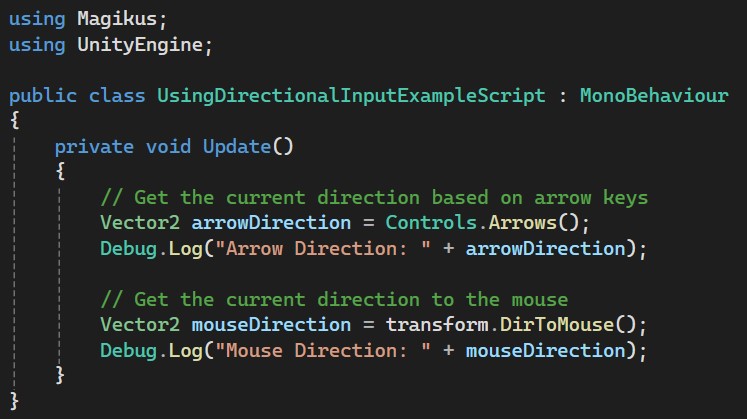 using Magikus;
using UnityEngine;
public class UsingDirectionalInputExampleScript : MonoBehaviour
{
private void Update()
{
// Get the current direction based on arrow keys
Vector2 arrowDirection = Controls.Arrows();
Debug.Log("Arrow Direction: " + arrowDirection);
// Get the current direction to the mouse
Vector2 mouseDirection = transform.DirToMouse();
Debug.Log("Mouse Direction: " + mouseDirection);
}
}